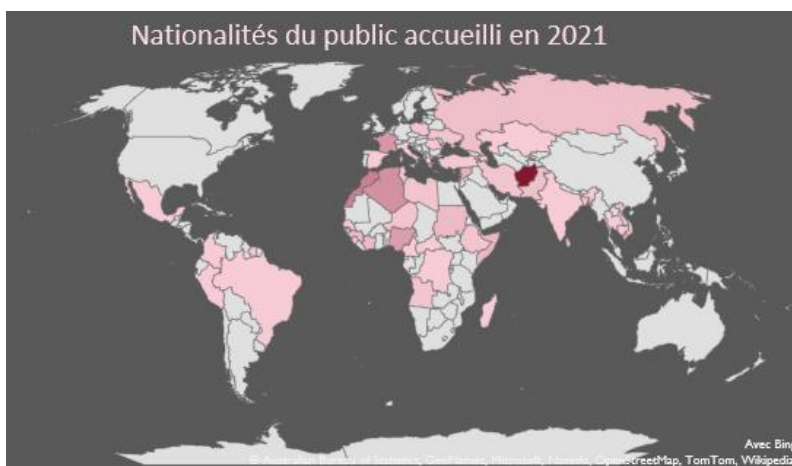 Nationalités du public accueilli en 2021
Avec Bing
© Australian Bureau of Statistics, GeoNames, Microsoft, Navinfo, OpenStreetMap, TomTom, Wikipedia